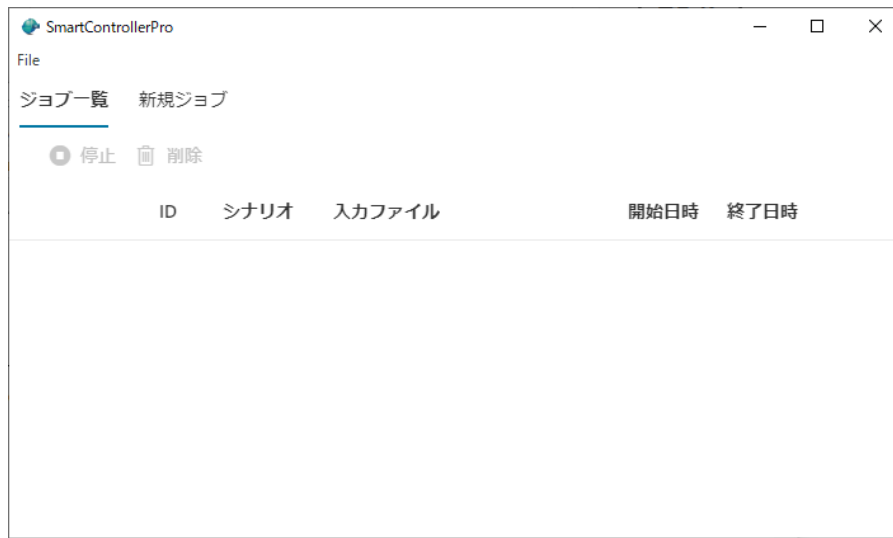 SmartControllerPro
File
ジョブ一覧 新規ジョブ
停止 削除
ID シナリオ 入力ファイル 開始日時 終了日時